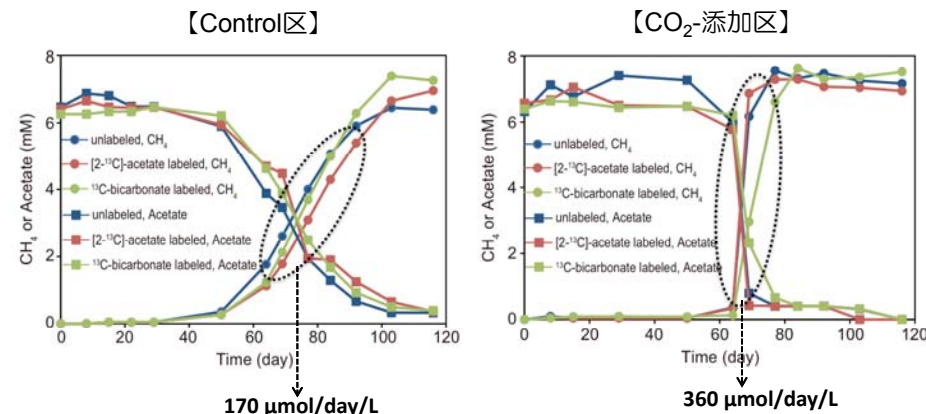 【Control区】
8
6
4
2
0
CH₄ or Acetate (mM)
unlabeled, CH₄
[2-¹³C]-acetate labeled, CH₄
¹³C-bicarbonate labeled, CH₄
unlabeled, Acetate
[2-¹³C]-acetate labeled, Acetate
¹³C-bicarbonate labeled, Acetate
0 20 40 60 80 100 120
Time (day)
170 μmol/day/L
【CO₂-添加区】
8
6
4
2
0
CH₄ or Acetate (mM)
unlabeled, CH₄
[2-¹³C]-acetate labeled, CH₄
¹³C-bicarbonate labeled, CH₄
unlabeled, Acetate
[2-¹³C]-acetate labeled, Acetate
¹³C-bicarbonate labeled, Acetate
0 20 40 60 80 100 120
Time (day)
360 μmol/day/L